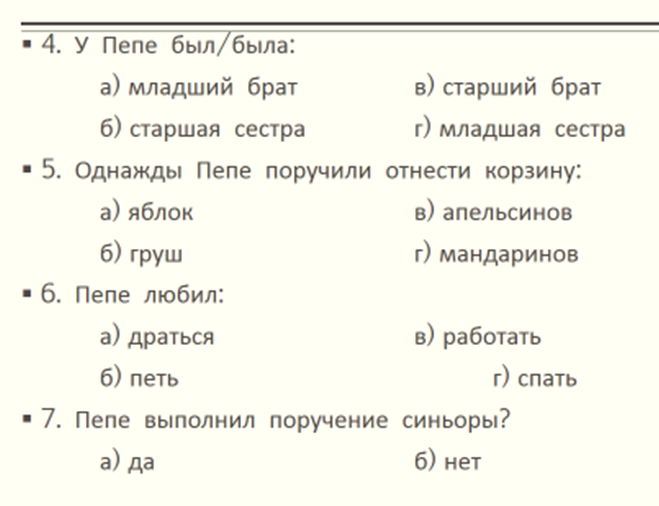 ▪ 4. У Пепе был/была:
а) младший брат в) старший брат
б) старшая сестра г) младшая сестра
▪ 5. Однажды Пепе поручили отнести корзину:
а) яблок в) апельсинов
б) груш г) мандаринов
▪ 6. Пепе любил:
а) драться в) работать
б) петь г) спать
▪ 7. Пепе выполнил поручение синьоры?
а) да б) нет